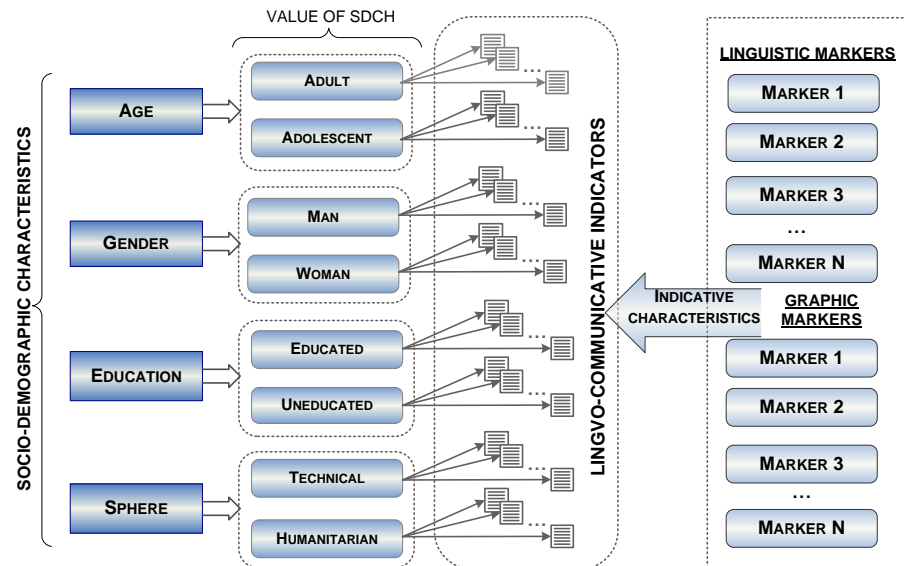 VALUE OF SDCH
SOCIO-DEMOGRAPHIC CHARACTERISTICS
AGE
ADULT
ADOLESCENT
GENDER
MAN
WOMAN
EDUCATION
EDUCATED
UNEDUCATED
SPHERE
TECHNICAL
HUMANITARIAN
...
...
...
...
...
...
...
...
LINGVO-COMMUNICATIVE INDICATORS
INDICATIVE
CHARACTERISTICS
LINGUISTIC MARKERS
MARKER 1
MARKER 2
MARKER 3
...
MARKER N
GRAPHIC
MARKERS
MARKER 1
MARKER 2
MARKER 3
...
MARKER N